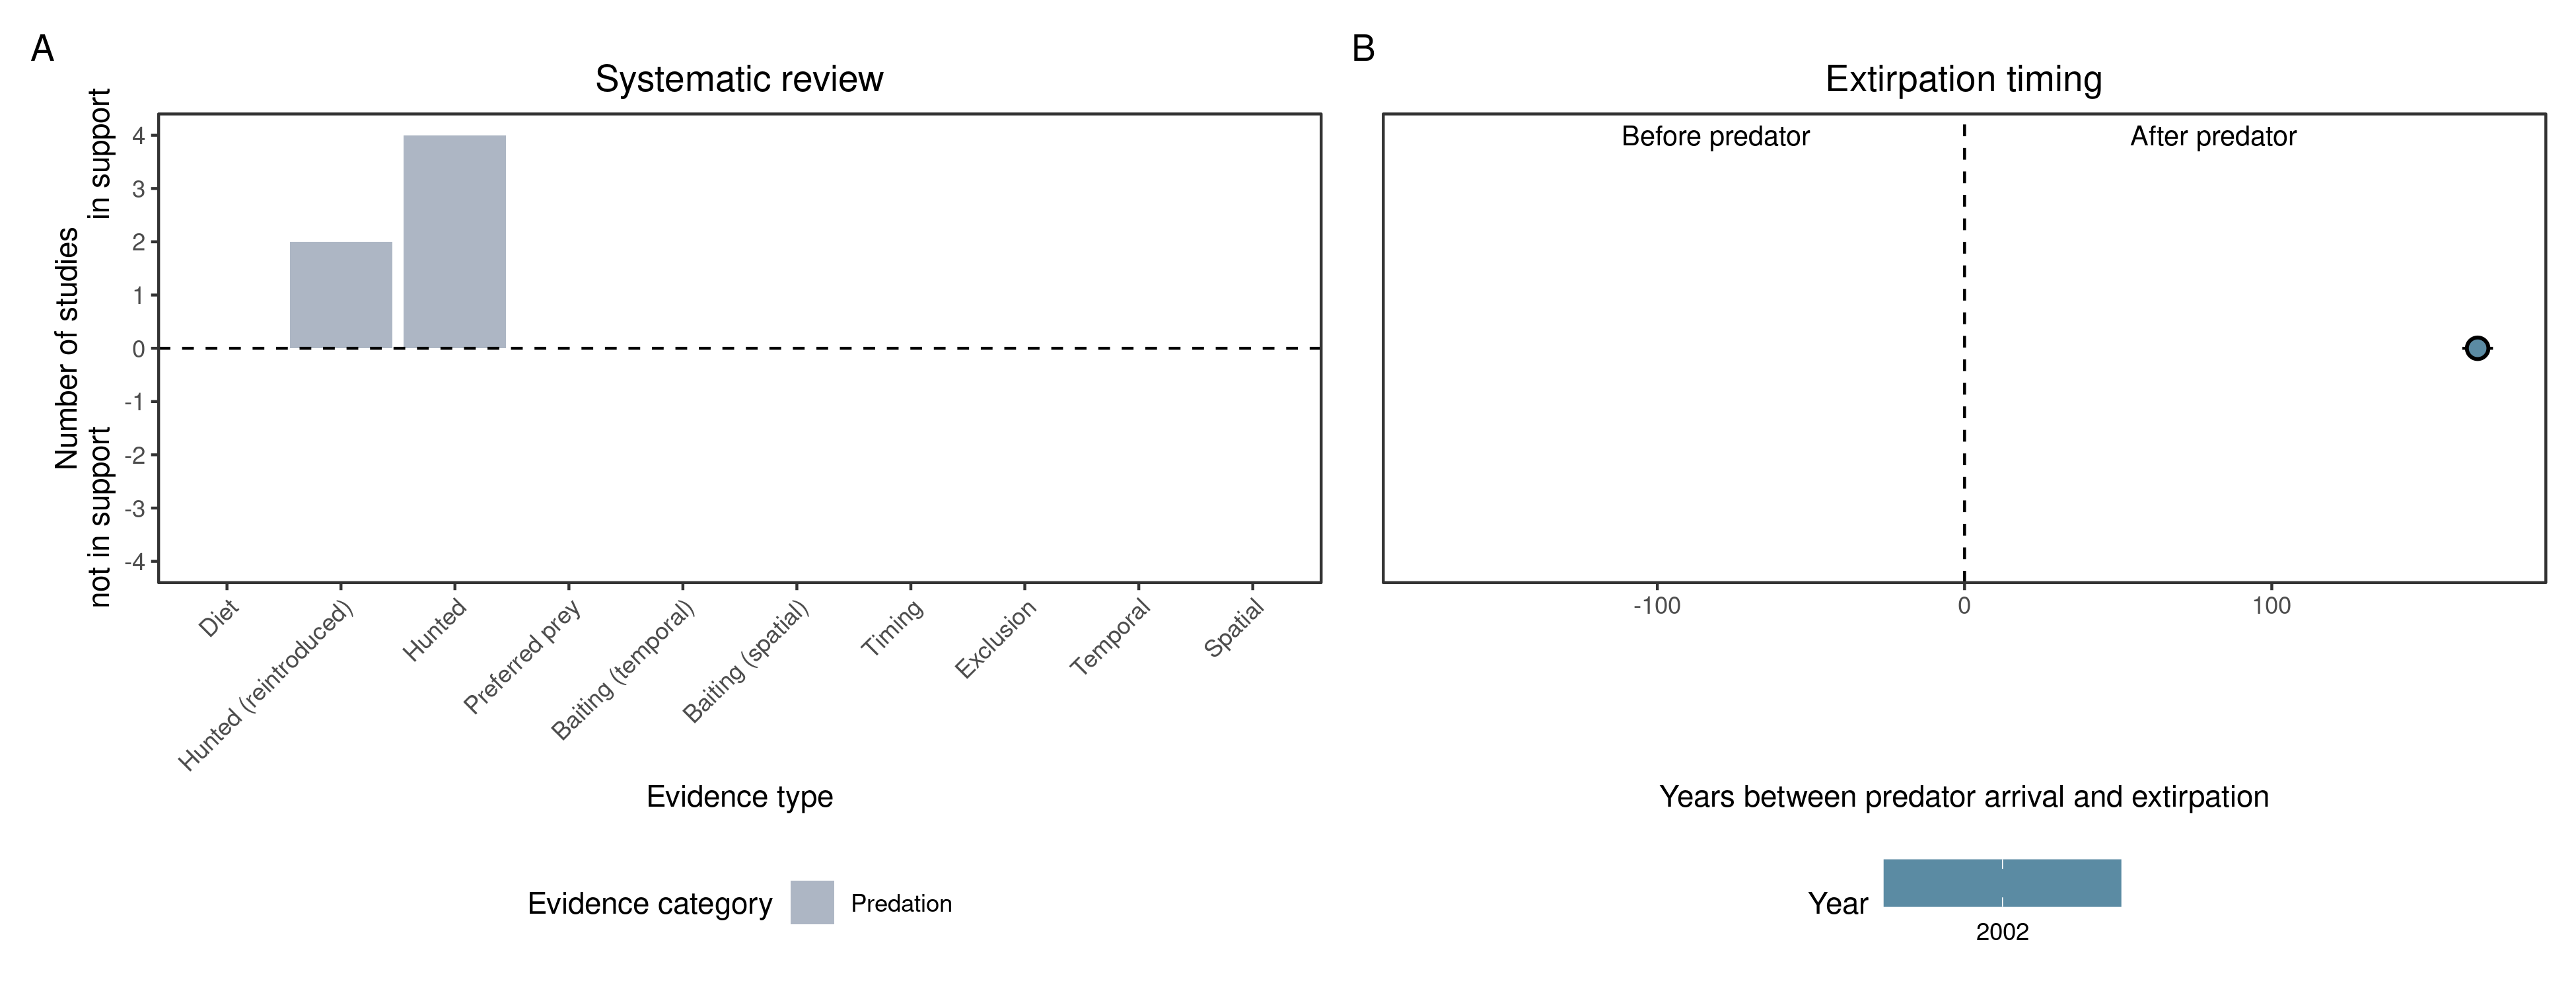 A
Systematic review
Number of studies
not in support
in support
4
3
2
1
0
-1
-2
-3
-4
Diet
Hunted (reintroduced)
Hunted
Preferred prey
Baiting (temporal)
Baiting (spatial)
Timing
Exclusion
Temporal
Spatial
Evidence type
Evidence category
Predation
B
Extirpation timing
Before predator
After predator
-100
0
100
Years between predator arrival and extirpation
Year
2002